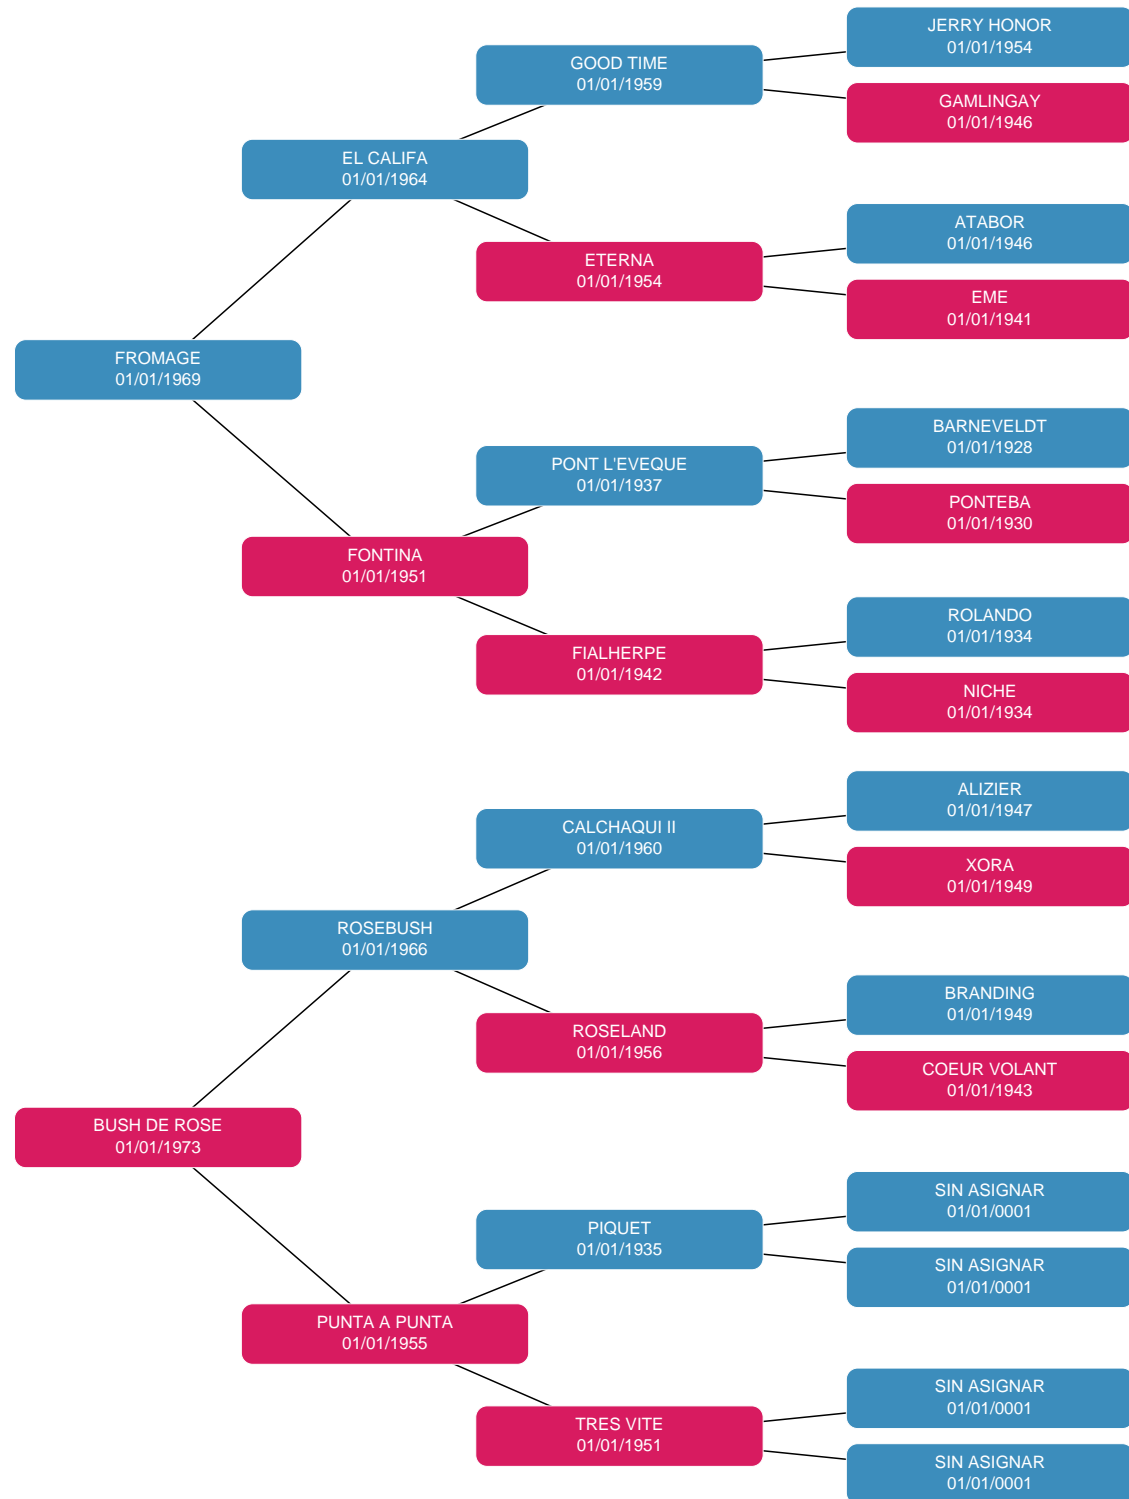 JERRY HONOR
01/01/1954
GOOD TIME
01/01/1959
GAMLINGAY
01/01/1946
EL CALIFA
01/01/1964
ATABOR
01/01/1946
ETERNA
01/01/1954
EME
01/01/1941
FROMAGE
01/01/1969
BARNEVELDT
01/01/1928
PONT L'EVEQUE
01/01/1937
PONTEBA
01/01/1930
FONTINA
01/01/1951
ROLANDO
01/01/1934
FIALHERPE
01/01/1942
NICHE
01/01/1934
ALIZIER
01/01/1947
CALCHAQUI II
01/01/1960
XORA
01/01/1949
ROSEBUSH
01/01/1966
BRANDING
01/01/1949
ROSELAND
01/01/1956
COEUR VOLANT
01/01/1943
BUSH DE ROSE
01/01/1973
SIN ASIGNAR
01/01/0001
PIQUET
01/01/1935
SIN ASIGNAR
01/01/0001
PUNTA A PUNTA
01/01/1955
SIN ASIGNAR
01/01/0001
TRES VITE
01/01/1951
SIN ASIGNAR
01/01/0001